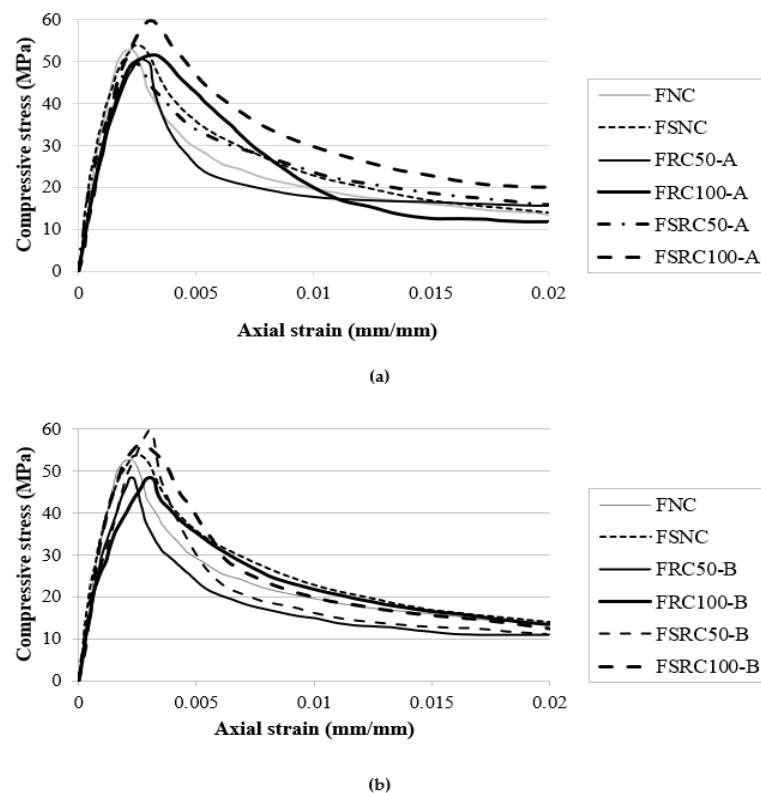 60
50
40
30
20
10
0
Compressive stress (MPa)
0 0.005 0.01 0.015 0.02
Axial strain (mm/mm)
FNC
FSNC
FRC50-A
FRC100-A
FSRC50-A
FSRC100-A
(a)
60
50
40
30
20
10
0
Compressive stress (MPa)
0 0.005 0.01 0.015 0.02
Axial strain (mm/mm)
FNC
FSNC
FRC50-B
FRC100-B
FSRC50-B
FSRC100-B
(b)